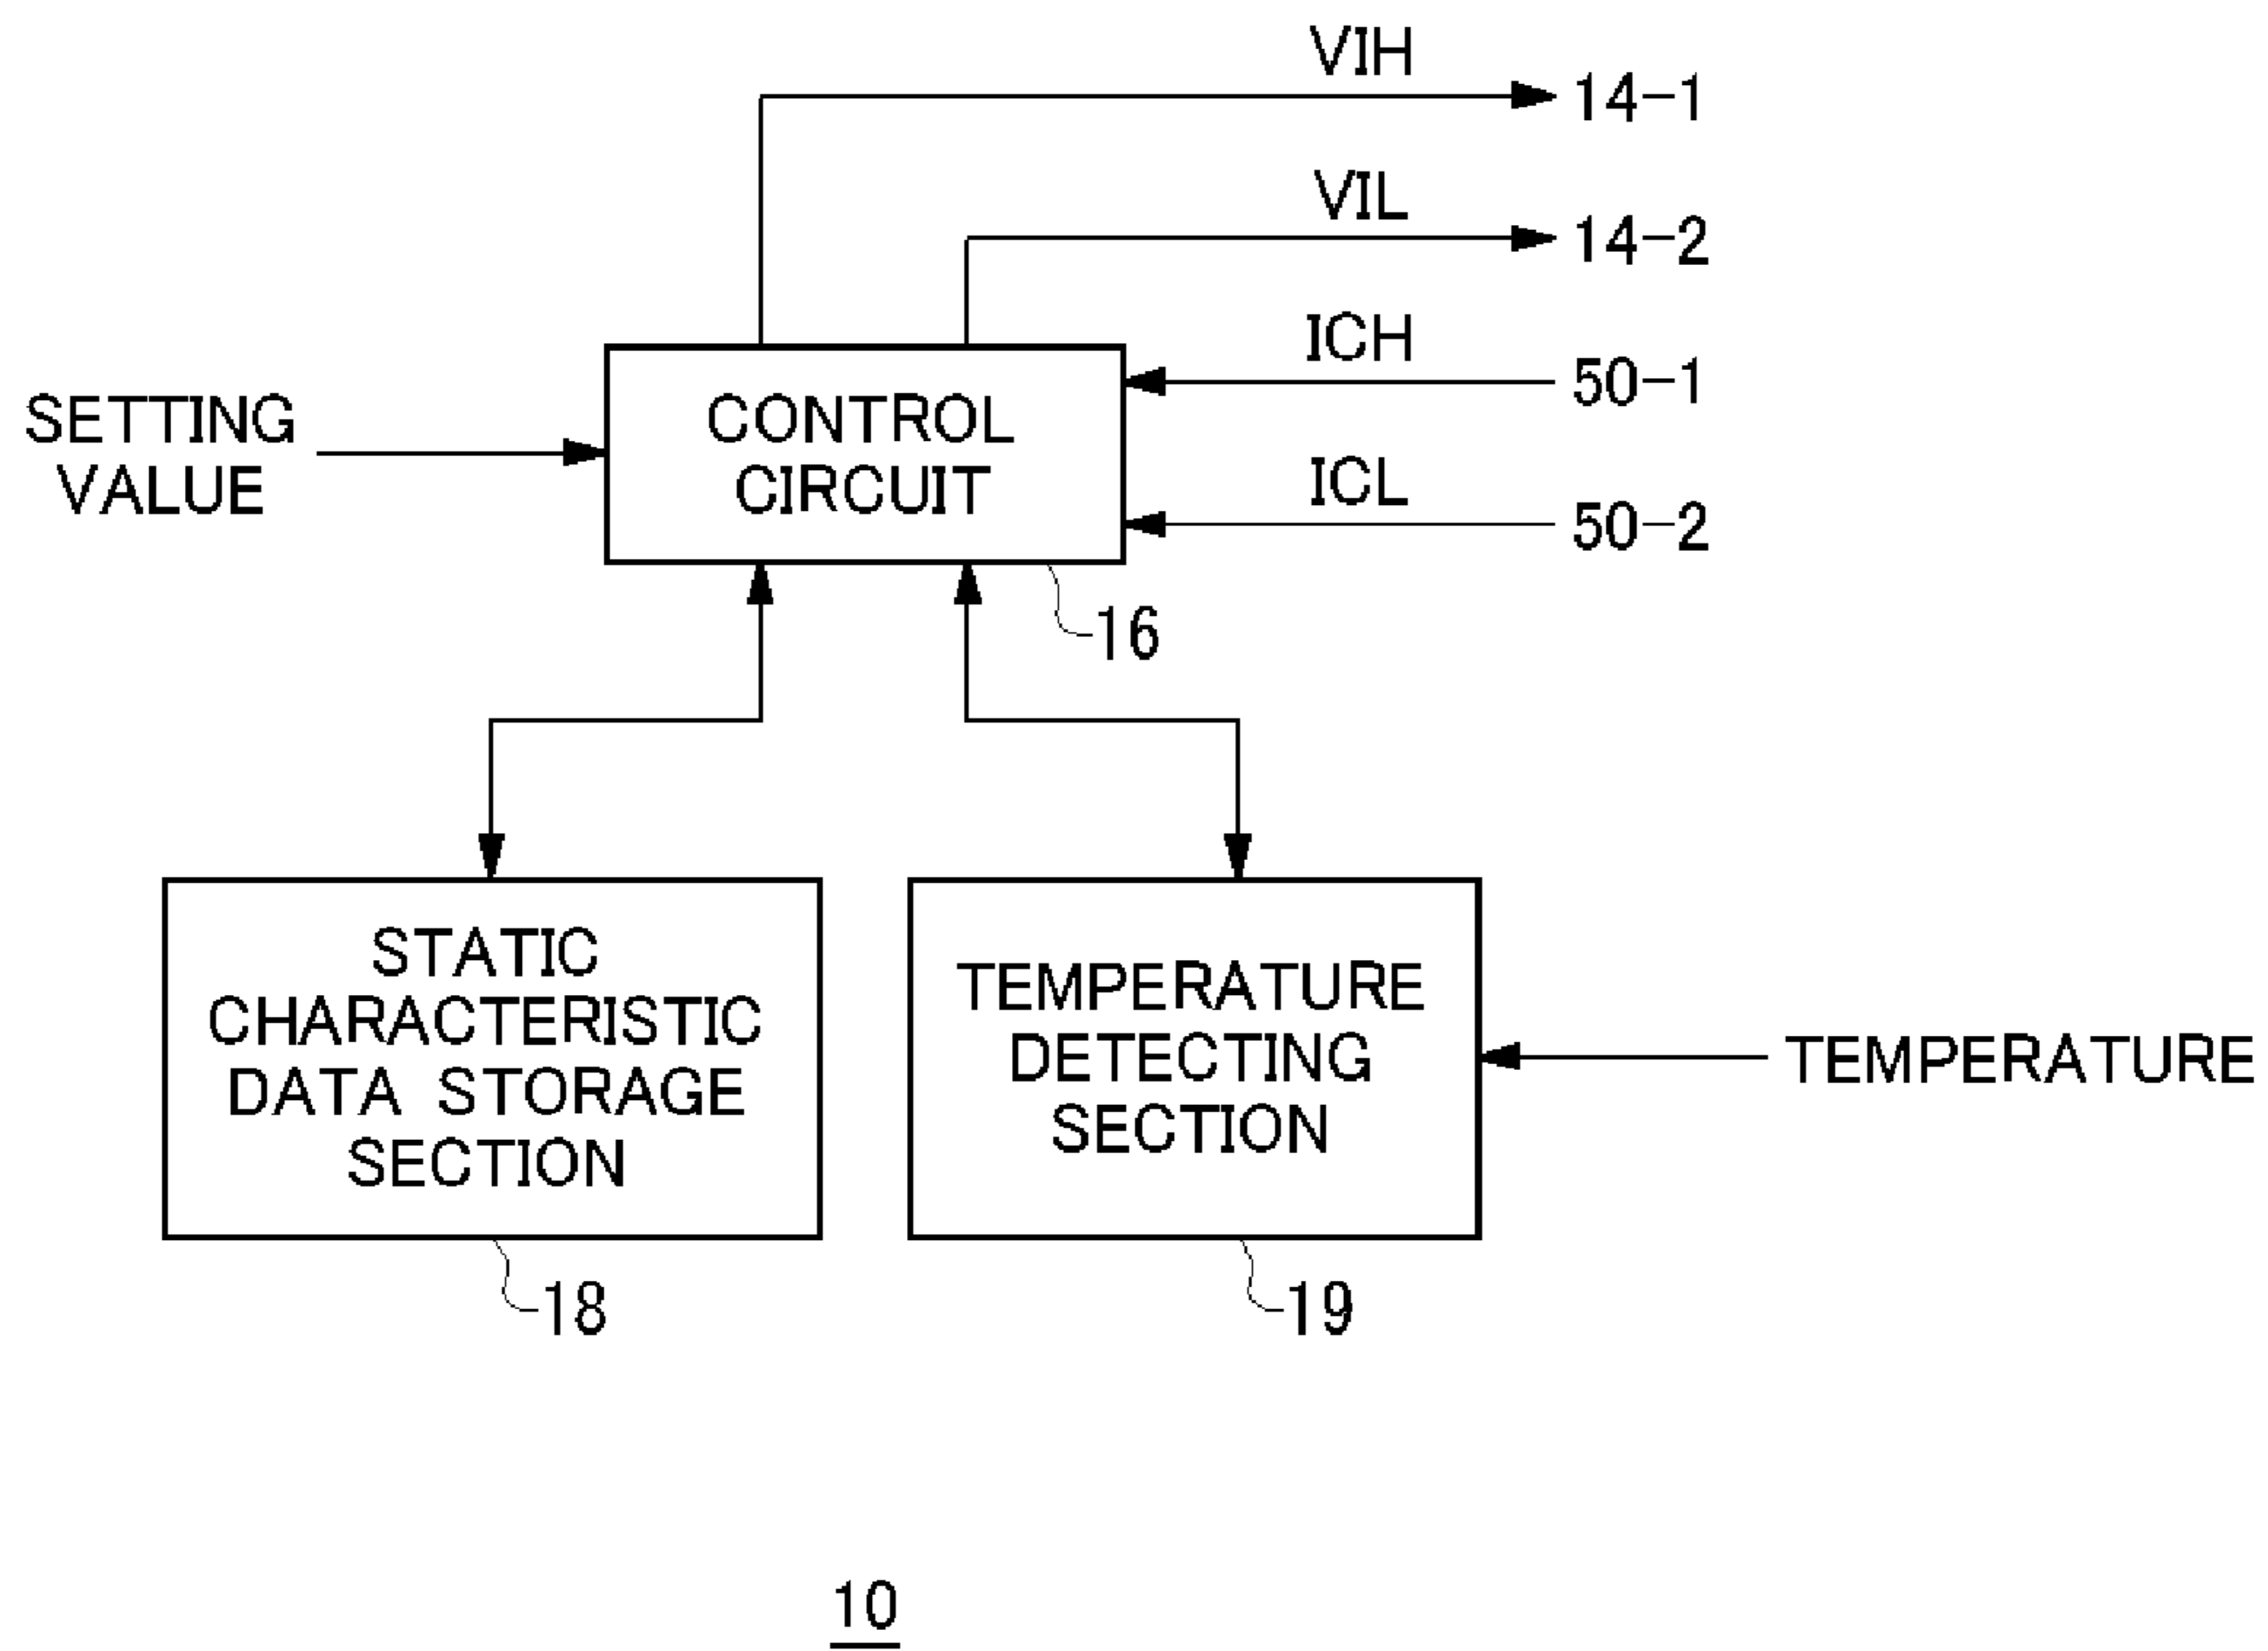 VIH
14-1
VIL
14-2
ICH
50-1
SETTING
VALUE
CONTROL
CIRCUIT
ICL
50-2
16
STATIC
CHARACTERISTIC
DATA STORAGE
SECTION
TEMPERATURE
DETECTING
SECTION
TEMPERATURE
18
19
10